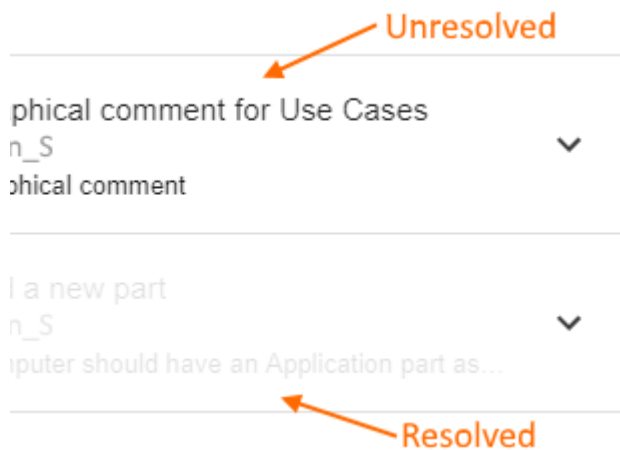 Unresolved
phical comment for Use Cases
n_S
phical comment
a new part
n_S
puter should have an Application part as...
Resolved